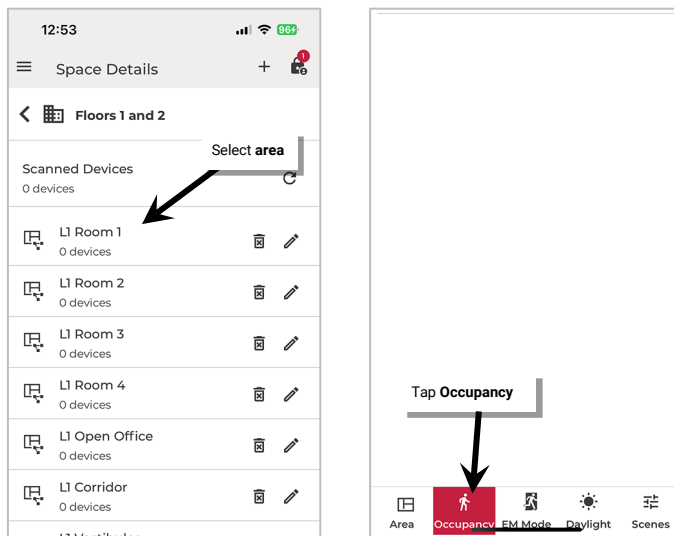 12:53
96
Space Details
1
Floors 1 and 2
Select area
Scanned Devices
0 devices
L1 Room 1
0 devices
L1 Room 2
0 devices
L1 Room 3
0 devices
L1 Room 4
0 devices
L1 Open Office
0 devices
L1 Corridor
0 devices
Tap Occupancy
Area Occupancy EM Mode Daylight Scenes